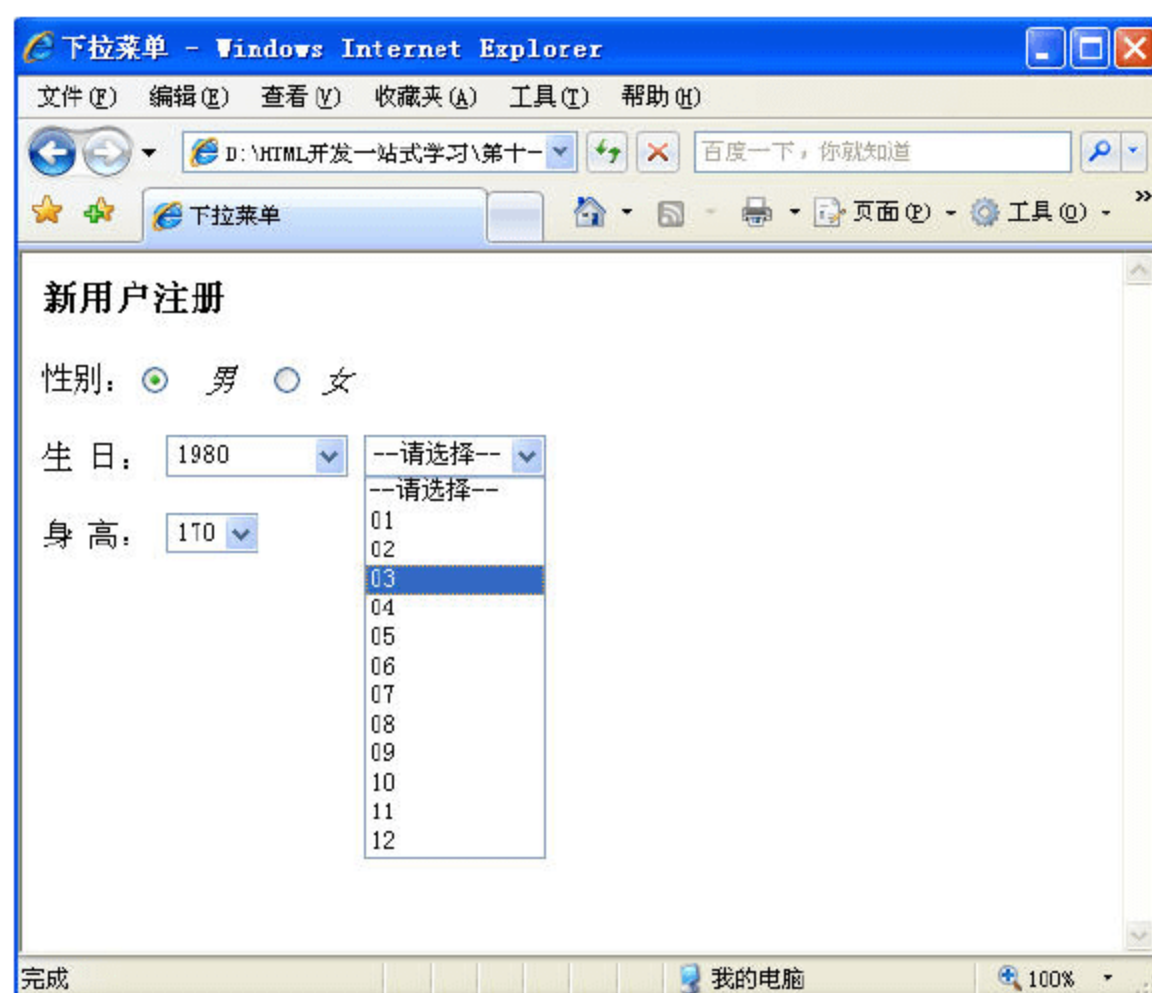 下拉菜单 - Windows Internet Explorer
文件(F) 编辑(E) 查看(V) 收藏夹(A) 工具(T) 帮助(H)
D:\HTML开发一站式学习\第十一 百度一下，你就知道
下拉菜单 页面(P) 工具(O) »
新用户注册
性别： 男 女
生 日： 1980 --请选择--
--请选择--
01
身 高： 170
02
03
04
05
06
07
08
09
10
11
12
完成 我的电脑 100%